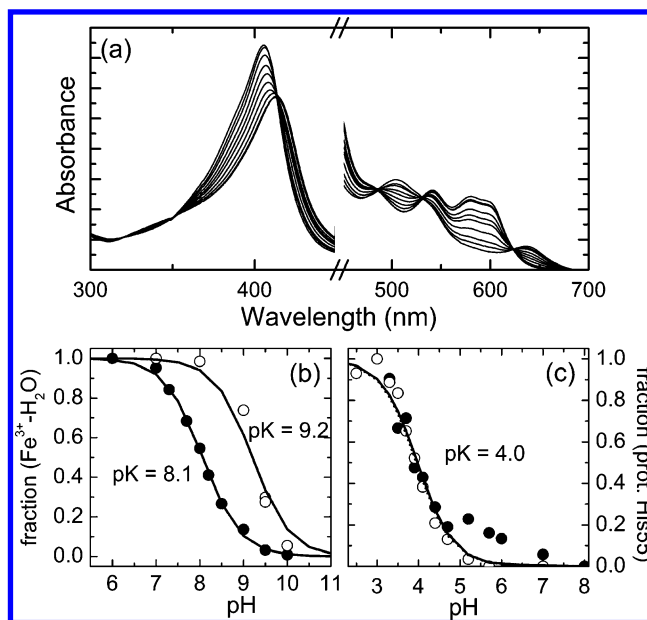 (a)
Absorbance
300 400 500 600 700
Wavelength (nm)
(b)
1.0
0.8
0.6
0.4
0.2
0.0
fraction (Fe³⁺-H₂O)
pK = 9.2
pK = 8.1
6 7 8 9 10 11
pH
(c)
pK = 4.0
1.0
0.8
0.6
0.4
0.2
0.0
fraction (prot. His55)
3 4 5 6 7 8
pH